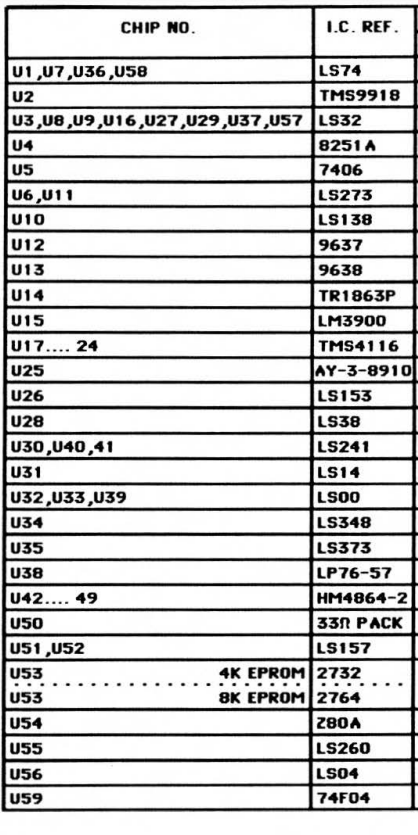 CHIP NO. I.C. REF.
U1,U7,U36,U58 LS74
U2 TMS9918
U3,U8,U9,U16,U27,U29,U37,U57 LS32
U4 8251A
U5 7406
U6,U11 LS273
U10 LS138
U12 9637
U13 9638
U14 TR1863P
U15 LM3900
U17.... 24 TMS4116
U25 AY-3-8910
U26 LS153
U28 LS38
U30,U40,41 LS241
U31 LS14
U32,U33,U39 LS00
U34 LS348
U35 LS373
U38 LP76-57
U42.... 49 HM4864-2
U50 33Ω PACK
U51,U52 LS157
U53 4K EPROM 2732
U53 8K EPROM 2764
U54 Z80A
U55 LS260
U56 LS04
U59 74F04